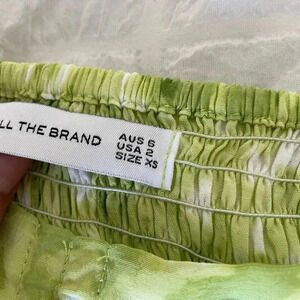 LL THE BRAND
AUS 6
USA 2
SIZE XS